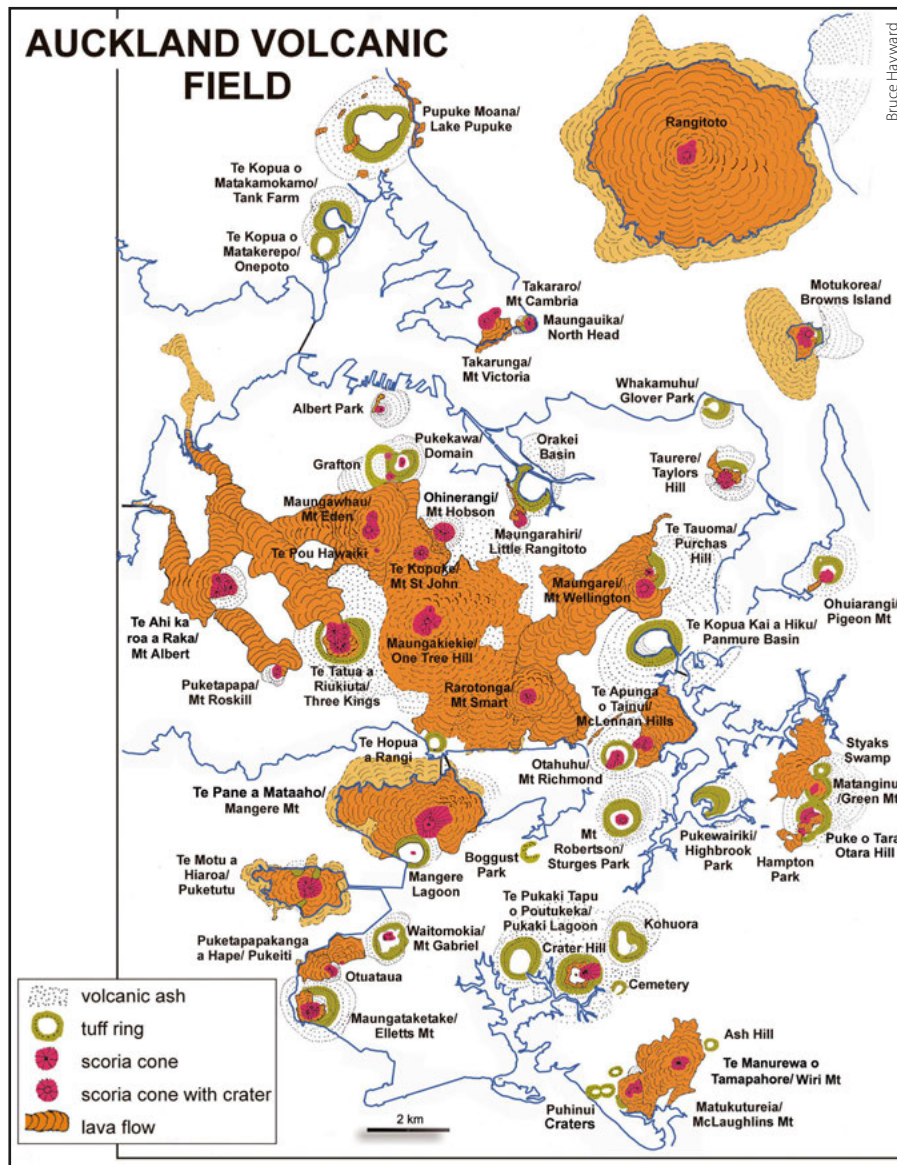 AUCKLAND VOLCANIC
FIELD
Bruce Hayward
Pupuke Moana/
Lake Pupuke
Rangitoto
Te Kopua o
Matakamokamo/
Tank Farm
Te Kopua o
Matakerepo/
Onepoto
Takararo/
Mt Cambria
Maungauika/
North Head
Takarunga/
Mt Victoria
Motukorea/
Browns Island
Albert Park
Whakamuhu/
Glover Park
Pukekawa/
Domain
Grafton
Orakei
Basin
Taurere/
Taylors
Hill
Maungawhau/
Mt Eden
Ohinerangi/
Mt Hobson
Maungarahiri/
Little Rangitoto
Te Tauoma/
Purchas
Hill
Te Pou Hawaiki
Te Kopuke/
Mt St John
Maungarei/
Mt Wellington
Ohuiarangi/
Pigeon Mt
Te Ahi ka
roa a Raka/
Mt Albert
Maungakiekie/
One Tree Hill
Te Kopua Kai a Hiku/
Panmure Basin
Puketapapa/
Mt Roskill
Te Tatua a
Riukiuta/
Three Kings
Rarotonga/
Mt Smart
Te Apunga
o Tainui/
McLennan Hills
Te Hopua
a Rangi
Otahuhu/
Mt Richmond
Styaks
Swamp
Matanginui
/Green Mt
Te Pane a Mataaho/
Mangere Mt
Mt
Robertson/
Sturges Park
Pukewairiki/
Highbrook
Park
Puke o Tara
Otara Hill
Hampton
Park
Boggust
Park
Mangere
Lagoon
Te Motu a
Hiaroa/
Puketutu
Te Pukaki Tapu
o Poutukeka/
Pukaki Lagoon
Kohuora
Waitomokia/
Mt Gabriel
Crater Hill
Puketapapakanga
a Hape/ Pukeiti
Otuataua
Cemetery
Maungataketake/
Elletts Mt
Ash Hill
Te Manurewa o
Tamapahore/ Wiri Mt
Puhinui
Craters
Matukutureia/
McLaughlins Mt
volcanic ash
tuff ring
scoria cone
scoria cone with crater
lava flow
2 km